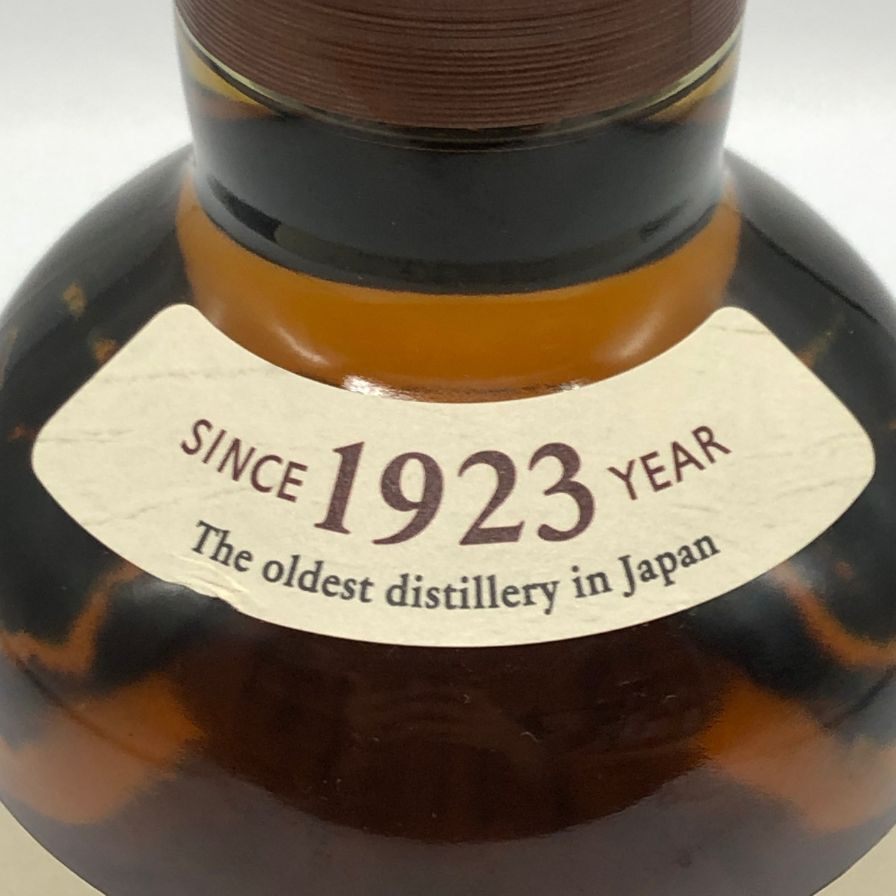 SINCE 1923 YEAR
The oldest distillery in Japan